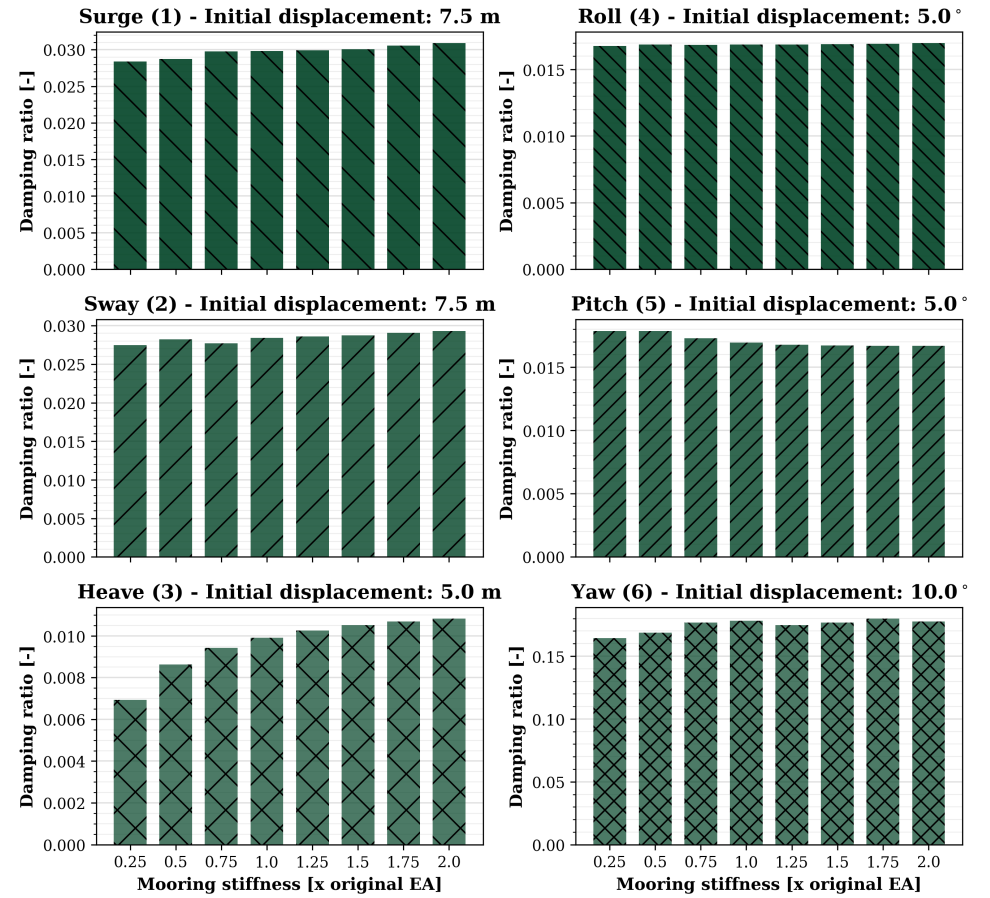 Surge (1) - Initial displacement: 7.5 m
Damping ratio [-]
0.030
0.025
0.020
0.015
0.010
0.005
0.000
Roll (4) - Initial displacement: 5.0°
Damping ratio [-]
0.015
0.010
0.005
0.000
Sway (2) - Initial displacement: 7.5 m
Damping ratio [-]
0.030
0.025
0.020
0.015
0.010
0.005
0.000
Pitch (5) - Initial displacement: 5.0°
Damping ratio [-]
0.015
0.010
0.005
0.000
Heave (3) - Initial displacement: 5.0 m
Damping ratio [-]
0.010
0.008
0.006
0.004
0.002
0.000
0.25 0.5 0.75 1.0 1.25 1.5 1.75 2.0
Mooring stiffness [x original EA]
Yaw (6) - Initial displacement: 10.0°
Damping ratio [-]
0.15
0.10
0.05
0.00
0.25 0.5 0.75 1.0 1.25 1.5 1.75 2.0
Mooring stiffness [x original EA]